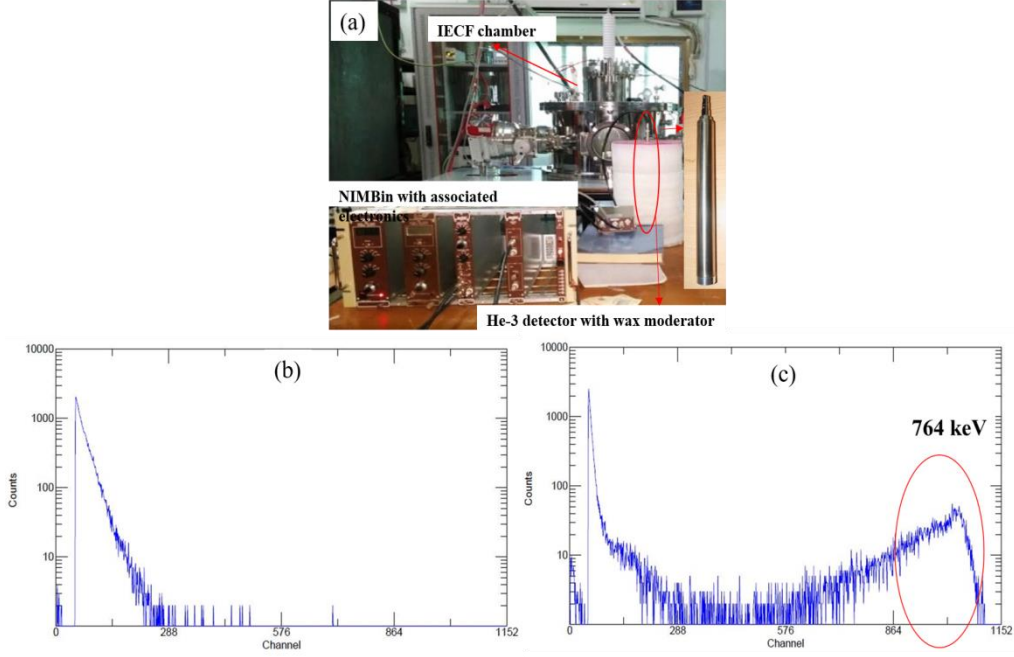 (a)
IECF chamber
NIMBin with associated
electronics
He-3 detector with wax moderator
(b)
10000
1000
100
10
Counts
0
288
576
864
1152
Channel
(c)
764 keV
10000
1000
100
10
Counts
0
288
576
864
1152
Channel